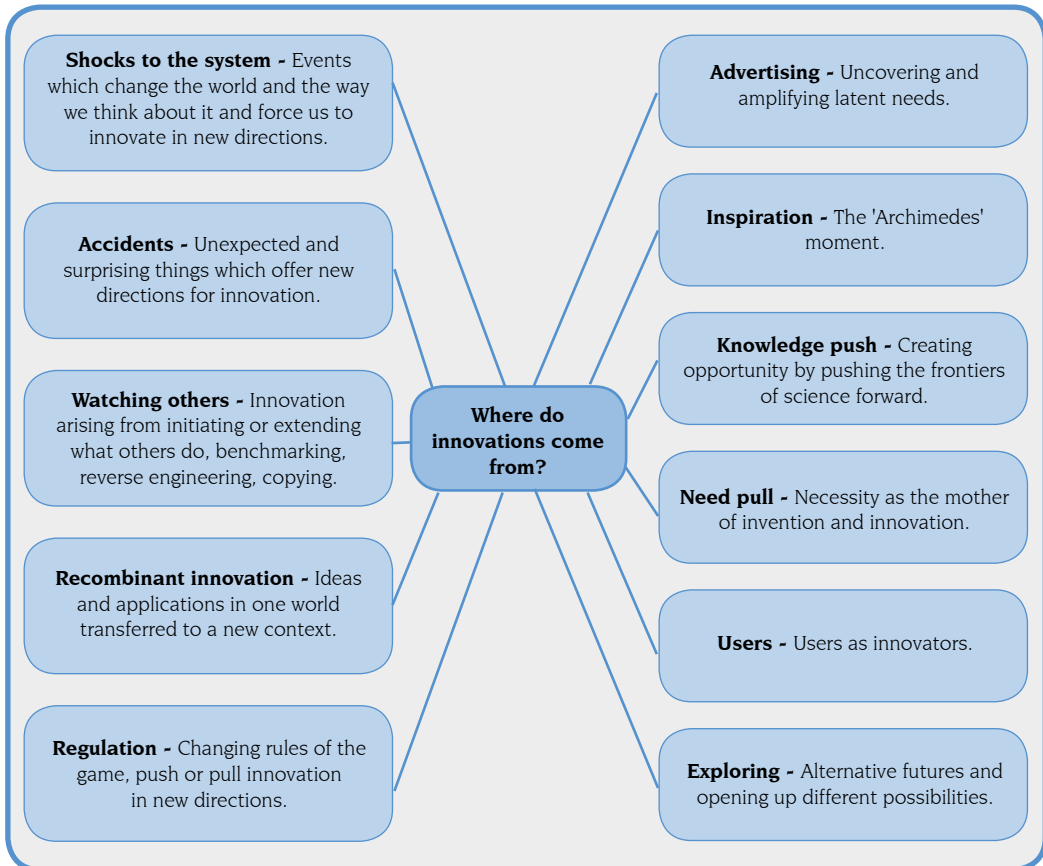 Shocks to the system - Events
which change the world and the way
we think about it and force us to
innovate in new directions.
Accidents - Unexpected and
surprising things which offer new
directions for innovation.
Watching others - Innovation
arising from initiating or extending
what others do, benchmarking,
reverse engineering, copying.
Recombinant innovation - Ideas
and applications in one world
transferred to a new context.
Regulation - Changing rules of the
game, push or pull innovation
in new directions.
Where do
innovations come
from?
Advertising - Uncovering and
amplifying latent needs.
Inspiration - The 'Archimedes'
moment.
Knowledge push - Creating
opportunity by pushing the frontiers
of science forward.
Need pull - Necessity as the mother
of invention and innovation.
Users - Users as innovators.
Exploring - Alternative futures and
opening up different possibilities.